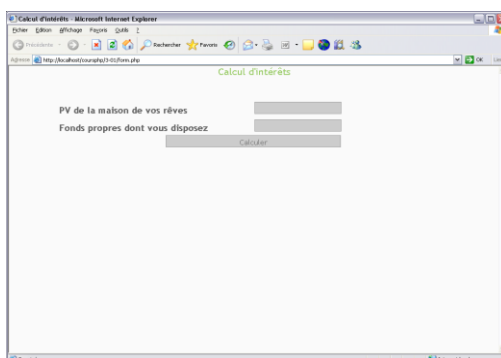 Calcul d'intérêts - Microsoft Internet Explorer
Fichier Edition Affichage Favoris Outils ?
Précédente Rechercher Favoris
Adresse http://localhost/coursphp/3-01/form.php OK
Calcul d'intérêts
PV de la maison de vos rêves
Fonds propres dont vous disposez
Calculer